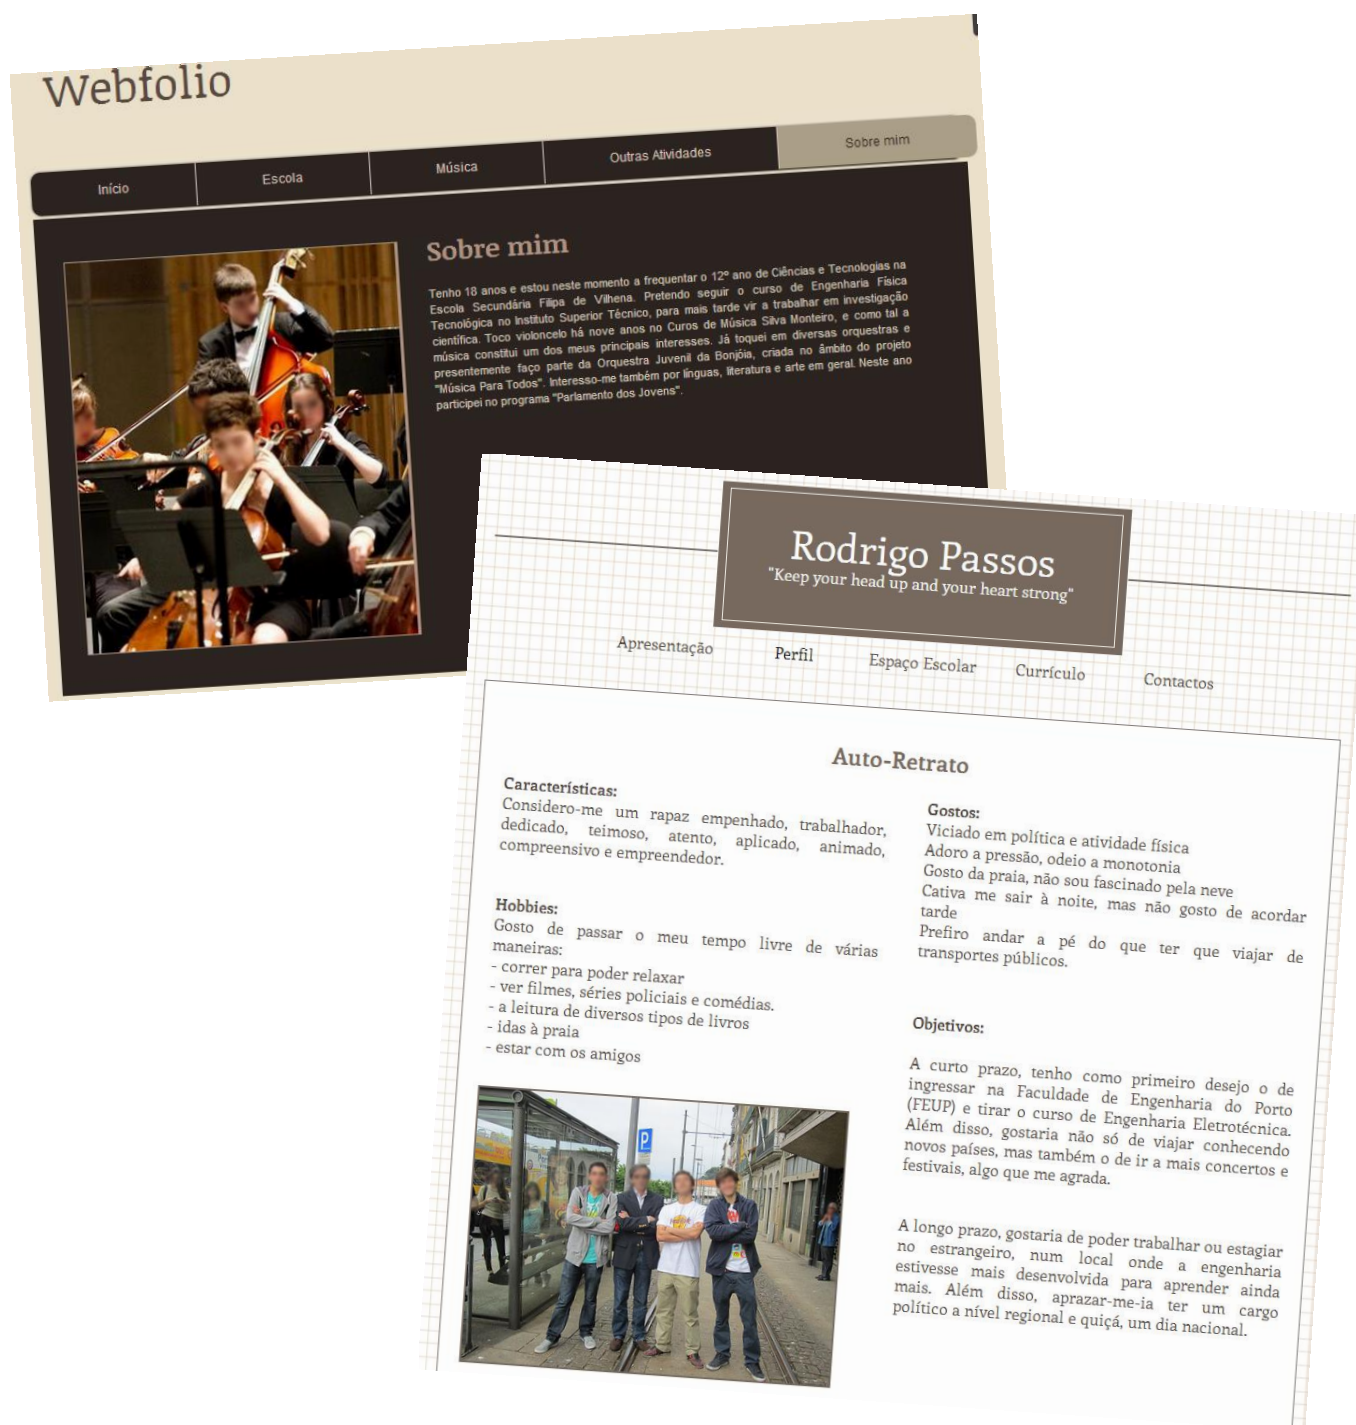 Webfolio
Início
Escola
Música
Outras Atividades
Sobre mim
Sobre mim
Tenho 18 anos e estou neste momento a frequentar o 12º ano de Ciências e Tecnologias na
Escola Secundária Filipa de Vilhena. Pretendo seguir o curso de Engenharia Física
Tecnológica no Instituto Superior Técnico, para mais tarde vir a trabalhar em investigação
científica. Toco violoncelo há nove anos no Curos de Música Silva Monteiro, e como tal a
música constitui um dos meus principais interesses. Já toquei em diversas orquestras e
presentemente faço parte da Orquestra Juvenil da Bonjóia, criada no âmbito do projeto
"Música Para Todos". Interesso-me também por línguas, literatura e arte em geral. Neste ano
participei no programa "Parlamento dos Jovens".
Rodrigo Passos
"Keep your head up and your heart strong"
Apresentação
Perfil
Espaço Escolar
Currículo
Contactos
Auto-Retrato
Características:
Considero-me um rapaz empenhado, trabalhador,
dedicado, teimoso, atento, aplicado, animado,
compreensivo e empreendedor.
Hobbies:
Gosto de passar o meu tempo livre de várias
maneiras:
- correr para poder relaxar
- ver filmes, séries policiais e comédias.
- a leitura de diversos tipos de livros
- idas à praia
- estar com os amigos
P
Gostos:
Viciado em política e atividade física
Adoro a pressão, odeio a monotonia
Gosto da praia, não sou fascinado pela neve
Cativa me sair à noite, mas não gosto de acordar
tarde
Prefiro andar a pé do que ter que viajar de
transportes públicos.
Objetivos:
A curto prazo, tenho como primeiro desejo o de
ingressar na Faculdade de Engenharia do Porto
(FEUP) e tirar o curso de Engenharia Eletrotécnica.
Além disso, gostaria não só de viajar conhecendo
novos países, mas também o de ir a mais concertos e
festivais, algo que me agrada.
A longo prazo, gostaria de poder trabalhar ou estagiar
no estrangeiro, num local onde a engenharia
estivesse mais desenvolvida para aprender ainda
mais. Além disso, aprazar-me-ia ter um cargo
político a nível regional e quiçá, um dia nacional.